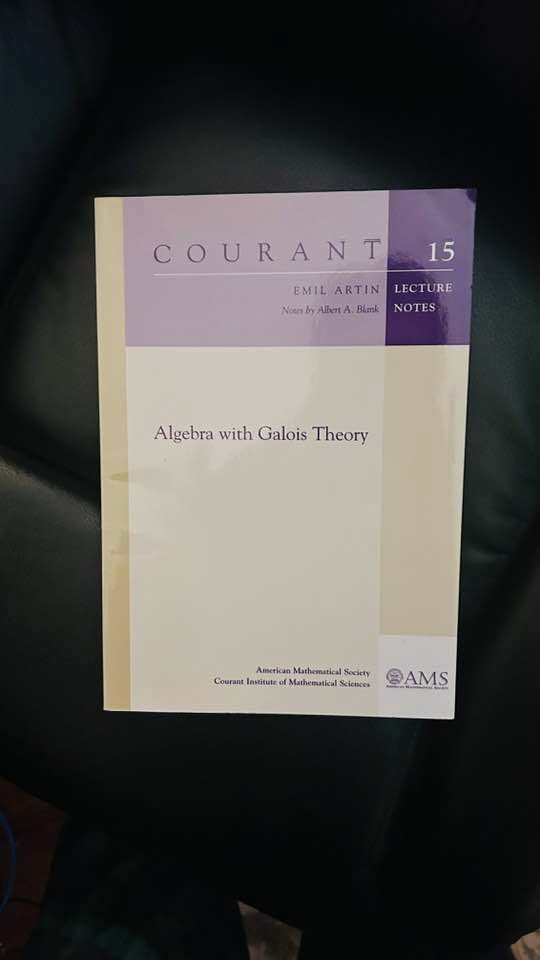 COURANT 15
EMIL ARTIN LECTURE
Notes by Albert A. Blank NOTES
Algebra with Galois Theory
American Mathematical Society
Courant Institute of Mathematical Sciences
AMS
AMERICAN MATHEMATICAL SOCIETY